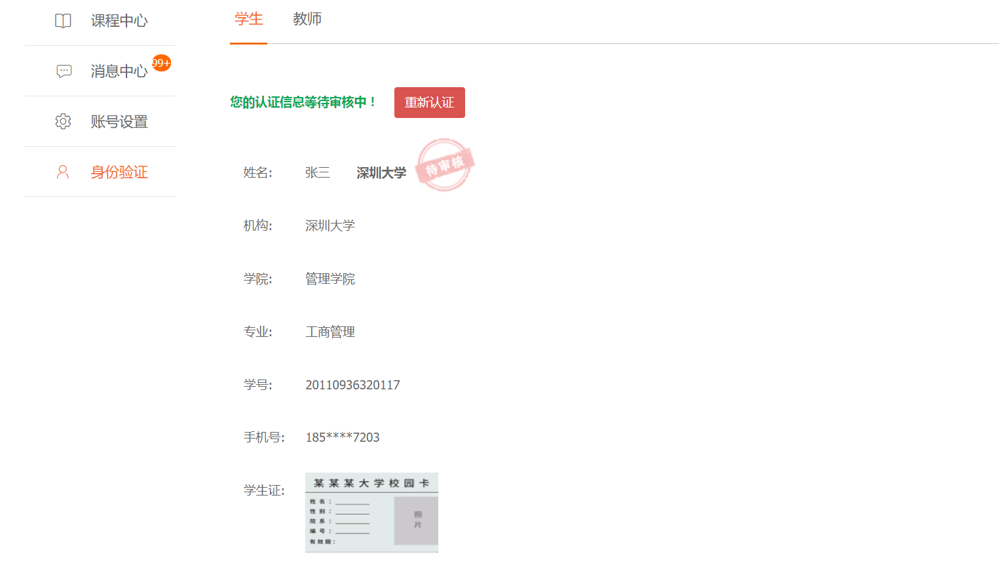 课程中心
消息中心 99+
账号设置
身份验证
学生 教师
您的认证信息等待审核中！ 重新认证
姓名: 张三 深圳大学 待审核
机构: 深圳大学
学院: 管理学院
专业: 工商管理
学号: 20110936320117
手机号: 185****7203
学生证:
某某某大学校园卡
姓名：
性别：
院系：
编号：
有效期：
照片